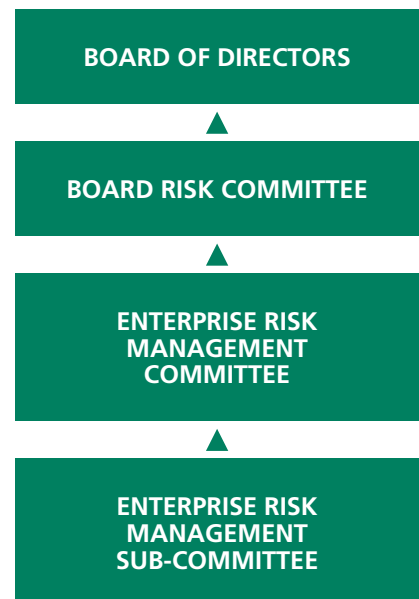 BOARD OF DIRECTORS
BOARD RISK COMMITTEE
ENTERPRISE RISK
MANAGEMENT
COMMITTEE
ENTERPRISE RISK
MANAGEMENT
SUB-COMMITTEE